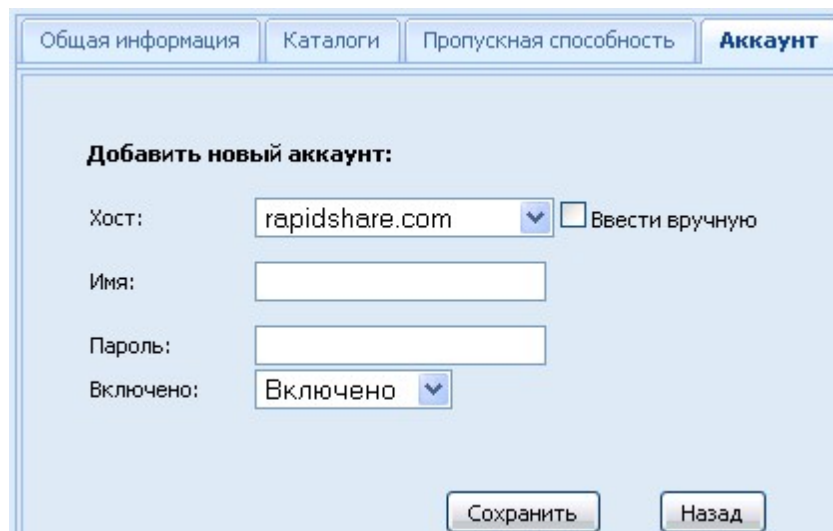 Общая информация Каталоги Пропускная способность Аккаунт
Добавить новый аккаунт:
Хост: rapidshare.com Ввести вручную
Имя:
Пароль:
Включено: Включено
Сохранить Назад